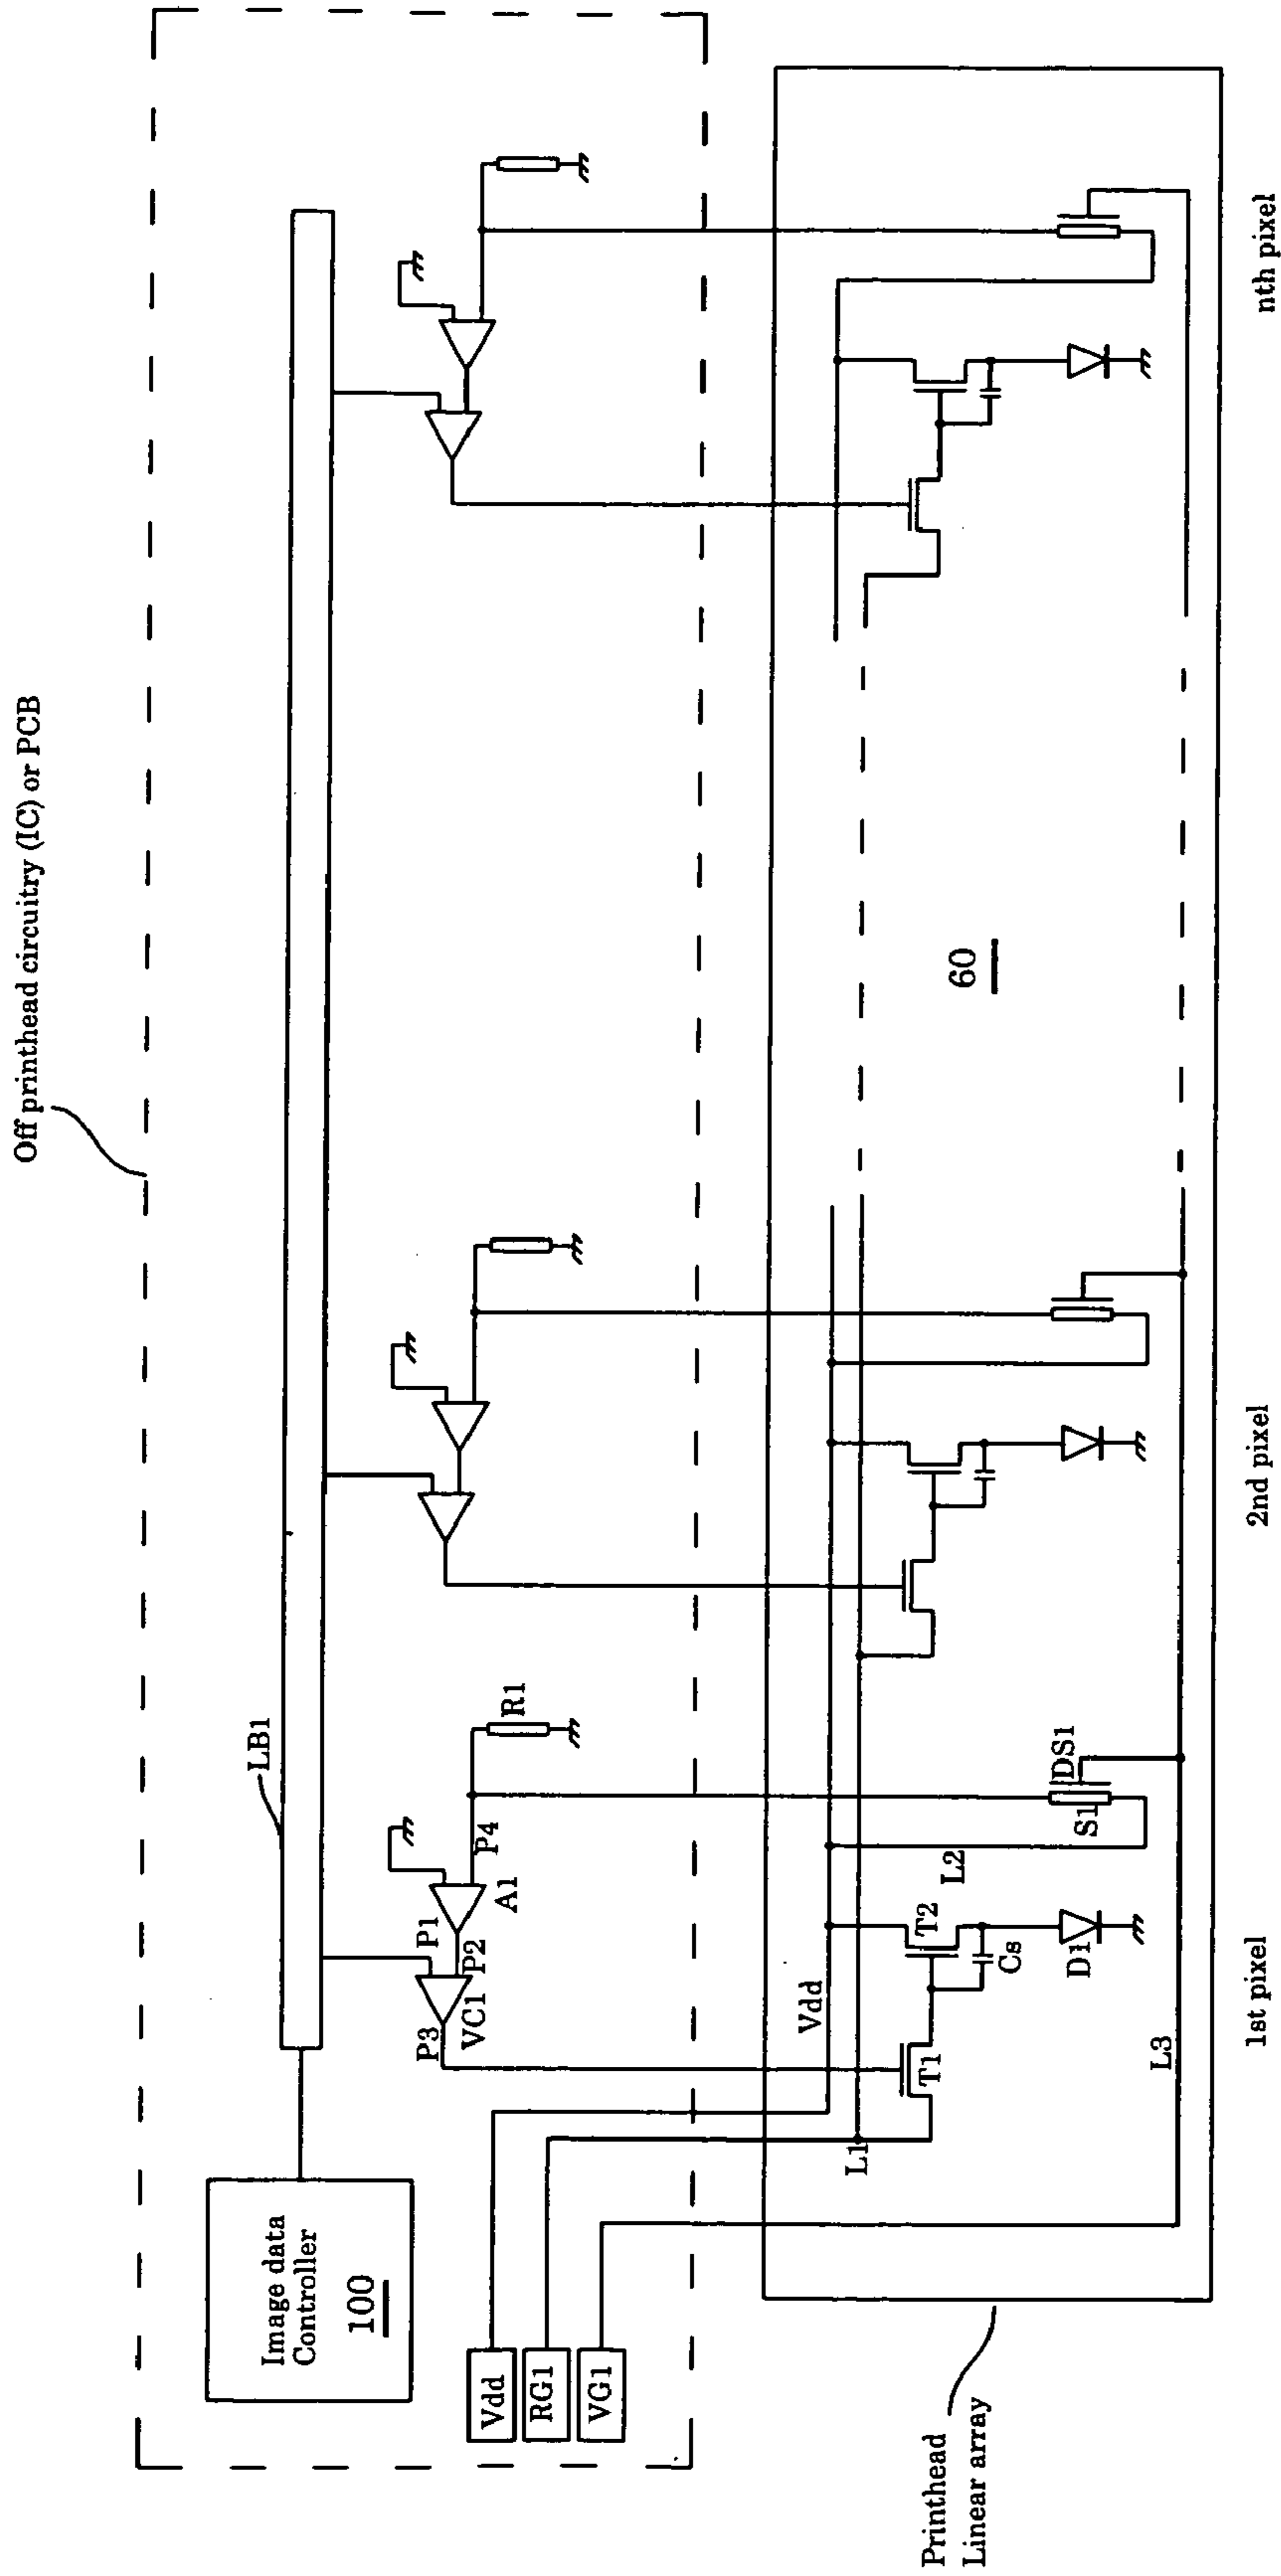 Off printhead circuitry (IC) or PCB
LB1
Image data
Controller
100
Vdd
RG1
VG1
P3
VC1
P2
P1
A1
P4
R1
L1
Vdd
T1
T2
Cs
D1
L2
S1
DS1
L3
60
Printhead
Linear array
1st pixel
2nd pixel
nth pixel